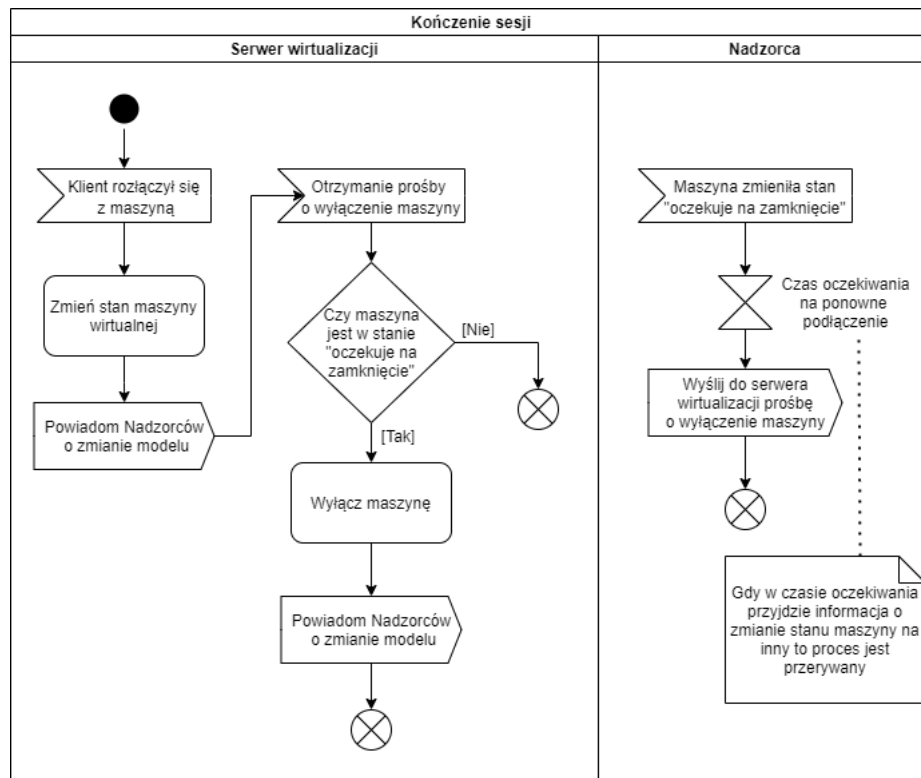 Kończenie sesji
Serwer wirtualizacji
Nadzorca
Klient rozłączył się
z maszyną
Zmień stan maszyny
wirtualnej
Powiadom Nadzorców
o zmianie modelu
Otrzymanie prośby
o wyłączenie maszyny
Czy maszyna
jest w stanie
"oczekuje na
zamknięcie"
[Nie]
[Tak]
Wyłącz maszynę
Powiadom Nadzorców
o zmianie modelu
Maszyna zmieniła stan
"oczekuje na zamknięcie"
Czas oczekiwania
na ponowne
podłączenie
Wyślij do serwera
wirtualizacji prośbę
o wyłączenie maszyny
Gdy w czasie oczekiwania
przyjdzie informacja o
zmianie stanu maszyny na
inny to proces jest
przerywany